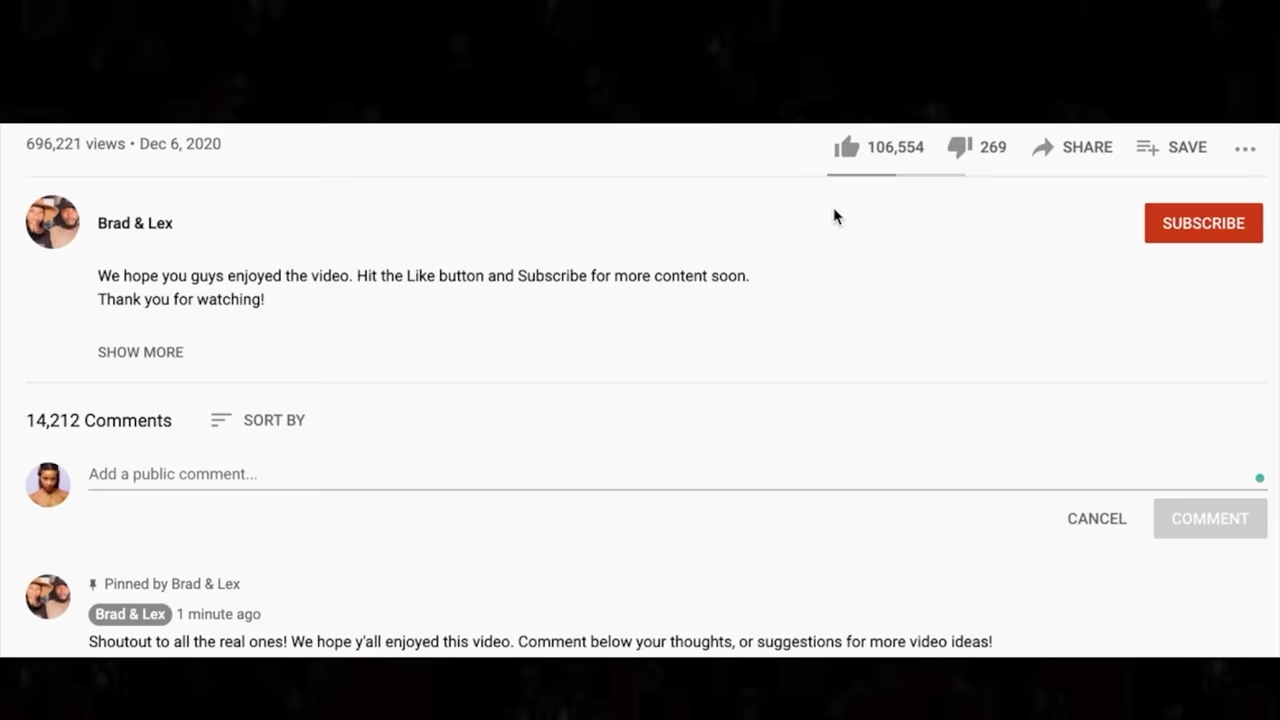 696,221 views • Dec 6, 2020
106,554 269 SHARE SAVE
Brad & Lex
SUBSCRIBE
We hope you guys enjoyed the video. Hit the Like button and Subscribe for more content soon.
Thank you for watching!
SHOW MORE
14,212 Comments SORT BY
Add a public comment...
CANCEL COMMENT
Pinned by Brad & Lex
Brad & Lex 1 minute ago
Shoutout to all the real ones! We hope y'all enjoyed this video. Comment below your thoughts, or suggestions for more video ideas!